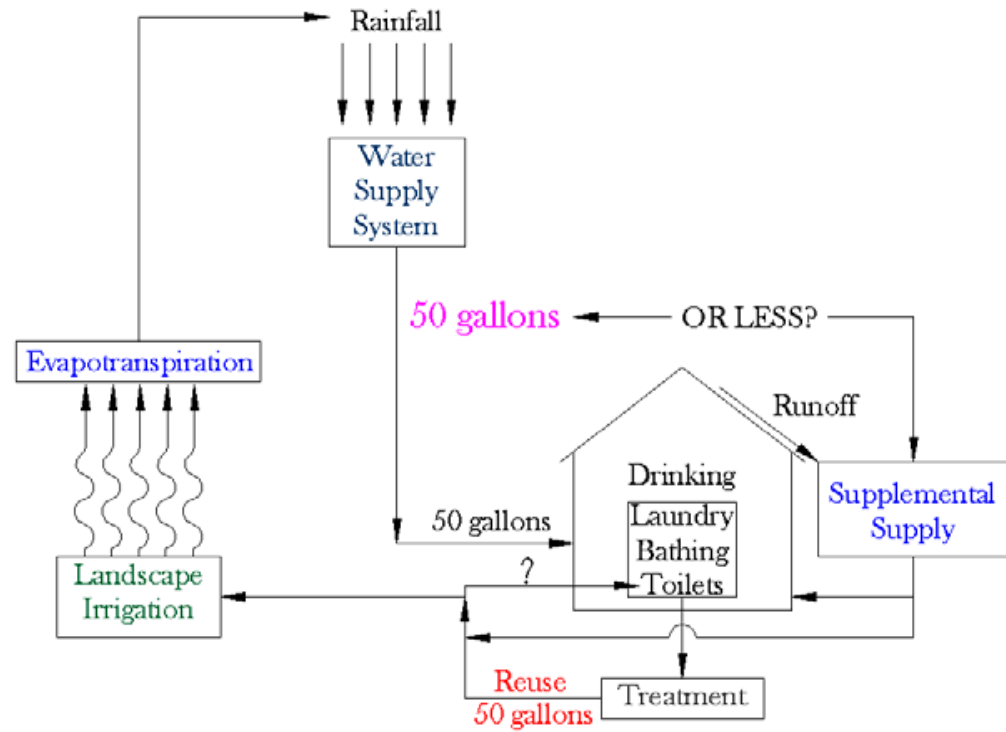 Rainfall
Water
Supply
System
50 gallons
OR LESS?
Evapotranspiration
Runoff
Drinking
Laundry
Bathing
Toilets
Supplemental
Supply
50 gallons
?
Landscape
Irrigation
Reuse
50 gallons
Treatment